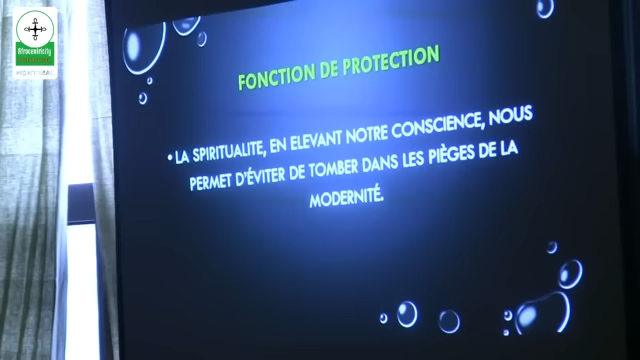 Afrocentricity
FONCTION DE PROTECTION
• LA SPIRITUALITE, EN ELEVANT NOTRE CONSCIENCE, NOUS
PERMET D'ÉVITER DE TOMBER DANS LES PIÈGES DE LA
MODERNITÉ.